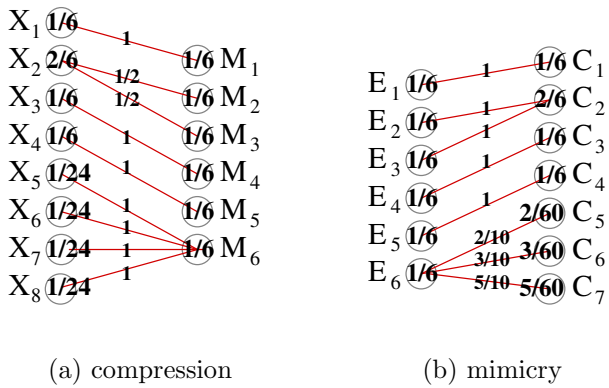 X1 1/6
1
1/6 M1
X2 2/6
1/2
1/2
1/6 M2
X3 1/6
1/6 M3
1
X4 1/6
1/6 M4
1
X5 1/24
1/6 M5
1
X6 1/24
1
X7 1/24
1
1/6 M6
X8 1/24
1
(a) compression
1/6 C1
E1 1/6
1
2/6 C2
E2 1/6
1
1
1/6 C3
E3 1/6
1
1/6 C4
E4 1/6
1
2/60 C5
E5 1/6
2/10
3/60 C6
E6 1/6
3/10
5/10
5/60 C7
(b) mimicry